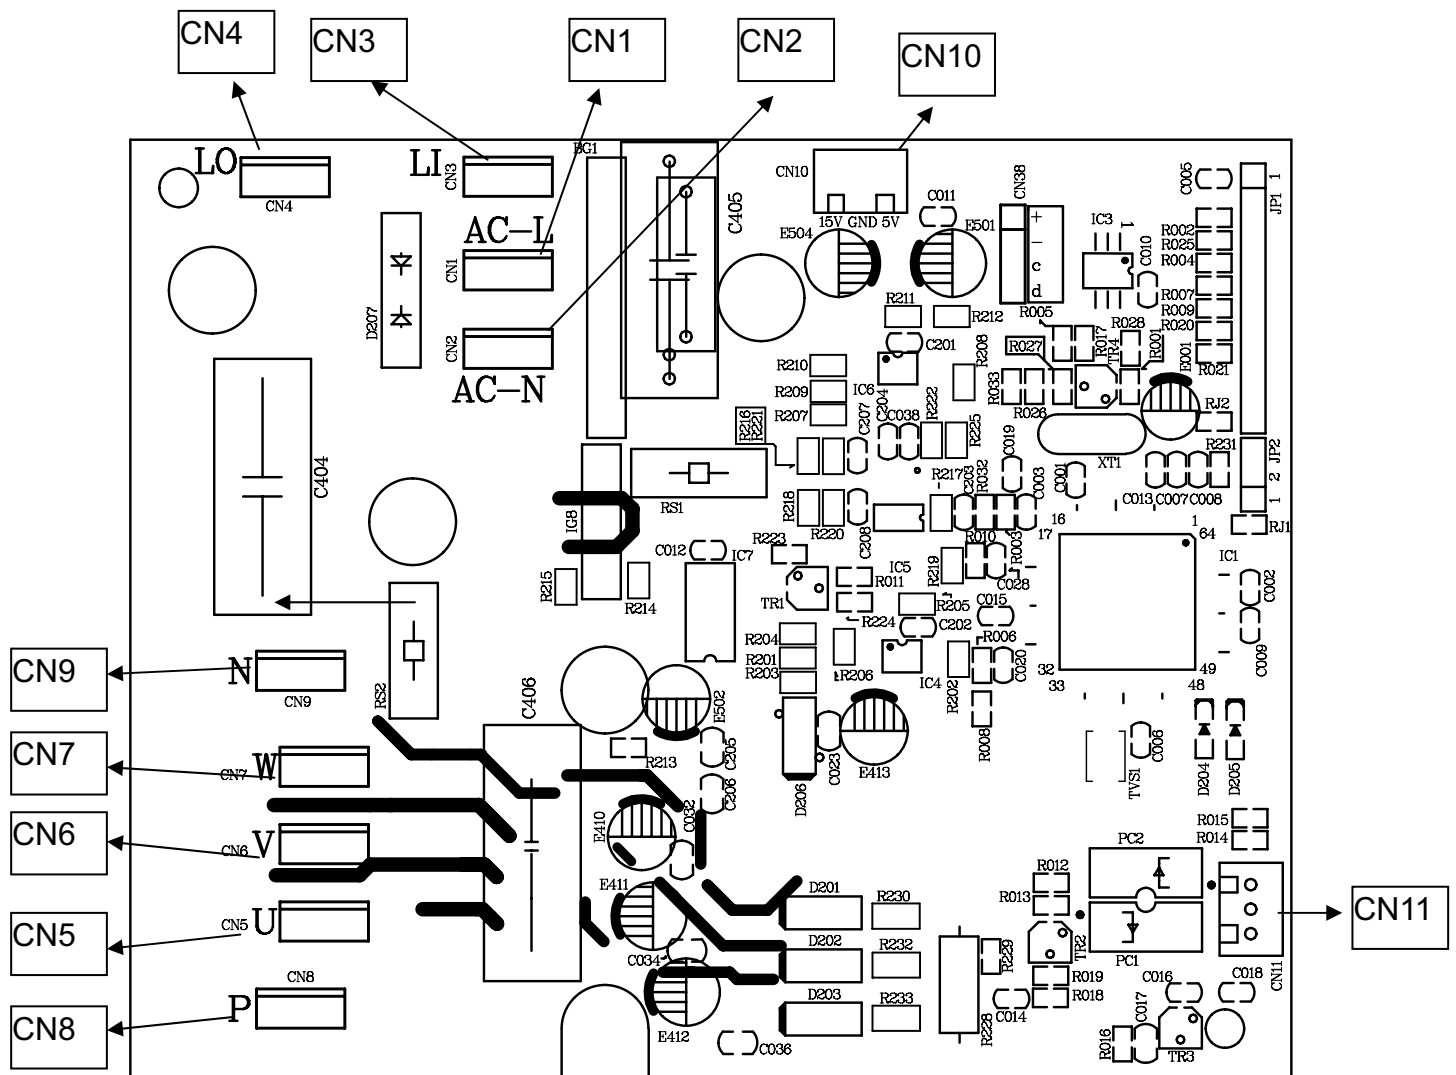 CN4
CN3
CN1
CN2
CN10
LO
CN4
LI
CN3
BG1
C405
CN10
15V GND 5V
C011
CN38
+
-
c
d
IC3
1
C010
C005
1
JP1
AC-L
CN1
D207
CN2
AC-N
E504
E501
R002
R025
R004
R007
R009
R020
R021
R211
R212
C201
R005
R017
R028
TR4
R001
E001
R027
R210
R209
R207
IC6
C204
C038
R222
R208
R225
R033
R026
RJ2
R216
R221
C207
C019
XT1
R231
JP2
2
1
C404
RS1
IG8
R217
C203
R032
C003
C001
C013
C007
C008
RJ1
R218
R220
C208
R010
R003
16
17
1
64
IC1
C012
IC7
R223
IC5
R219
C028
R215
R214
TR1
R011
R205
C015
C002
R224
C202
R006
C009
R204
R201
R203
R206
IC4
R202
C020
32
33
49
48
CN9
N
CN9
RS2
C406
E502
R008
C006
CN7
CN7
W
R213
C205
C206
D206
C023
E413
TVS1
D204
D205
CN6
CN6
V
E410
C032
R015
R014
PC2
CN5
CN5
U
E411
D201
R230
R012
R013
CN11
C034
D202
R232
R229
TR2
PC1
CN11
CN8
P
CN8
E412
D203
R233
R228
C014
R019
R018
C016
C018
C036
R016
C017
TR3